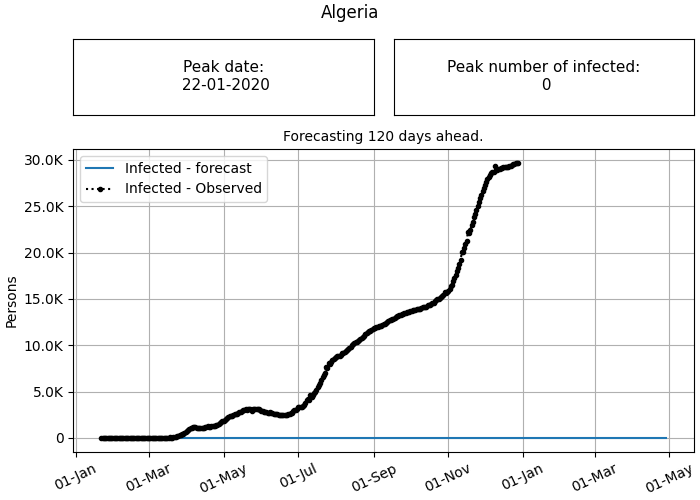 Algeria
Peak date:
22-01-2020
Peak number of infected:
0
Forecasting 120 days ahead.
Infected - forecast
Infected - Observed
30.0K
25.0K
20.0K
15.0K
10.0K
5.0K
0
Persons
01-Jan
01-Mar
01-May
01-Jul
01-Sep
01-Nov
01-Jan
01-Mar
01-May